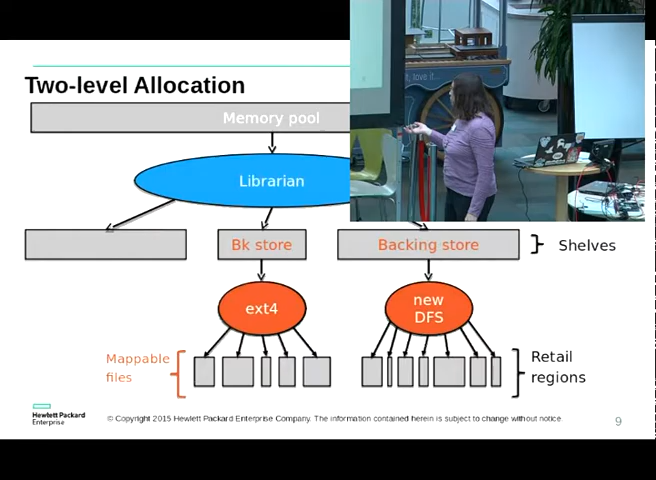 Two-level Allocation
Memory pool
Librarian
Bk store
Backing store
Shelves
ext4
new
DFS
Mappable
files
Retail
regions
Hewlett Packard
Enterprise
© Copyright 2015 Hewlett Packard Enterprise Company. The information contained herein is subject to change without notice.
9
love it...